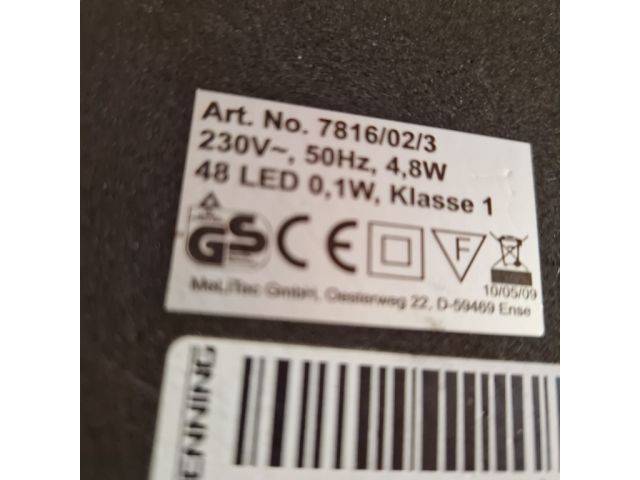 Art. No. 7816/02/3
230V~, 50Hz, 4,8W
48 LED 0,1W, Klasse 1
GS CE F
10/05/09
MeLiTec GmbH, Oesterweg 22, D-59469 Ense
ENNING